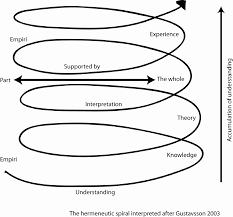 Experience
Empiri
Supported by
Part
The whole
Interpretation
Theory
Knowledge
Empiri
Understanding
Accumulation of understanding
The hermeneutic spiral interpreted after Gustavsson 2003